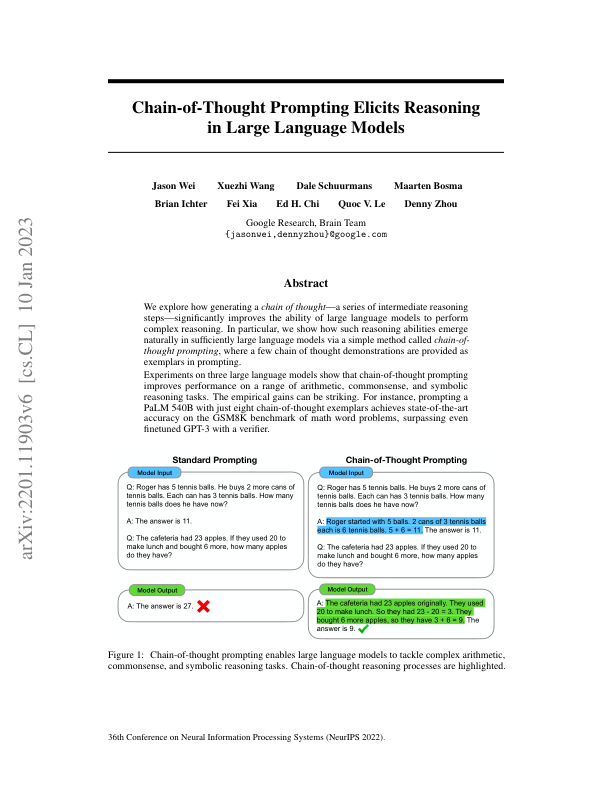 arXiv:2201.11903v6 [cs.CL] 10 Jan 2023
Chain-of-Thought Prompting Elicits Reasoning
in Large Language Models
Jason Wei Xuezhi Wang Dale Schuurmans Maarten Bosma
Brian Ichter Fei Xia Ed H. Chi Quoc V. Le Denny Zhou
Google Research, Brain Team
{jasonwei,dennyzhou}@google.com
Abstract
We explore how generating a chain of thought—a series of intermediate reasoning
steps—significantly improves the ability of large language models to perform
complex reasoning. In particular, we show how such reasoning abilities emerge
naturally in sufficiently large language models via a simple method called chain-of-
thought prompting, where a few chain of thought demonstrations are provided as
exemplars in prompting.
Experiments on three large language models show that chain-of-thought prompting
improves performance on a range of arithmetic, commonsense, and symbolic
reasoning tasks. The empirical gains can be striking. For instance, prompting a
PaLM 540B with just eight chain-of-thought exemplars achieves state-of-the-art
accuracy on the GSM8K benchmark of math word problems, surpassing even
finetuned GPT-3 with a verifier.
Standard Prompting
Model Input
Q: Roger has 5 tennis balls. He buys 2 more cans of
tennis balls. Each can has 3 tennis balls. How many
tennis balls does he have now?
A: The answer is 11.
Q: The cafeteria had 23 apples. If they used 20 to
make lunch and bought 6 more, how many apples
do they have?
Model Output
A: The answer is 27.
Chain-of-Thought Prompting
Model Input
Q: Roger has 5 tennis balls. He buys 2 more cans of
tennis balls. Each can has 3 tennis balls. How many
tennis balls does he have now?
A: Roger started with 5 balls. 2 cans of 3 tennis balls
each is 6 tennis balls. 5 + 6 = 11. The answer is 11.
Q: The cafeteria had 23 apples. If they used 20 to
make lunch and bought 6 more, how many apples
do they have?
Model Output
A: The cafeteria had 23 apples originally. They used
20 to make lunch. So they had 23 - 20 = 3. They
bought 6 more apples, so they have 3 + 6 = 9. The
answer is 9.
Figure 1: Chain-of-thought prompting enables large language models to tackle complex arithmetic,
commonsense, and symbolic reasoning tasks. Chain-of-thought reasoning processes are highlighted.
36th Conference on Neural Information Processing Systems (NeurIPS 2022).